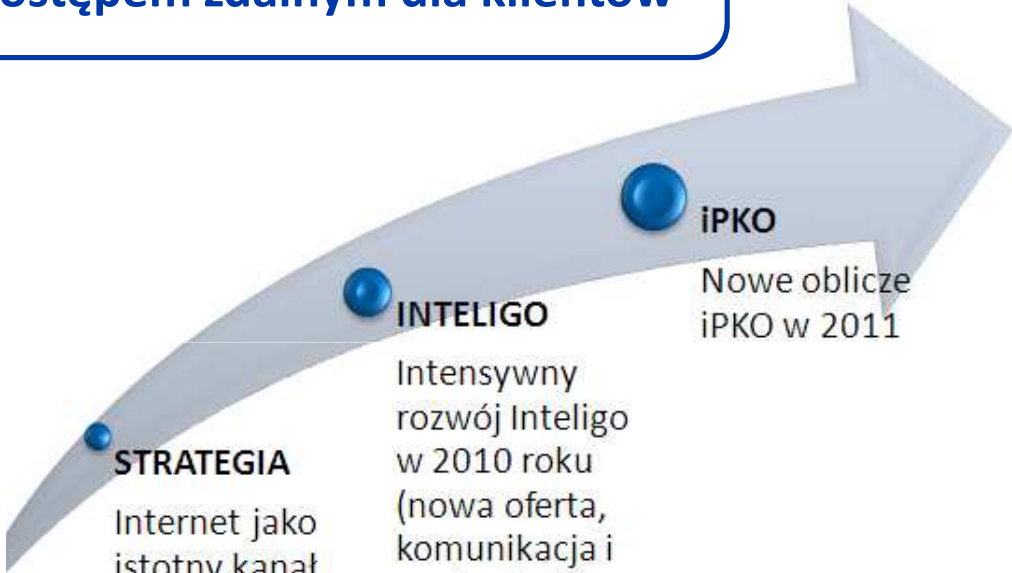 dostępem zdalnym dla klientów
iPKO
Nowe oblicze
iPKO w 2011
INTELIGO
Intensywny
rozwój Inteligo
w 2010 roku
(nowa oferta,
komunikacja i
STRATEGIA
Internet jako
istotny kanał